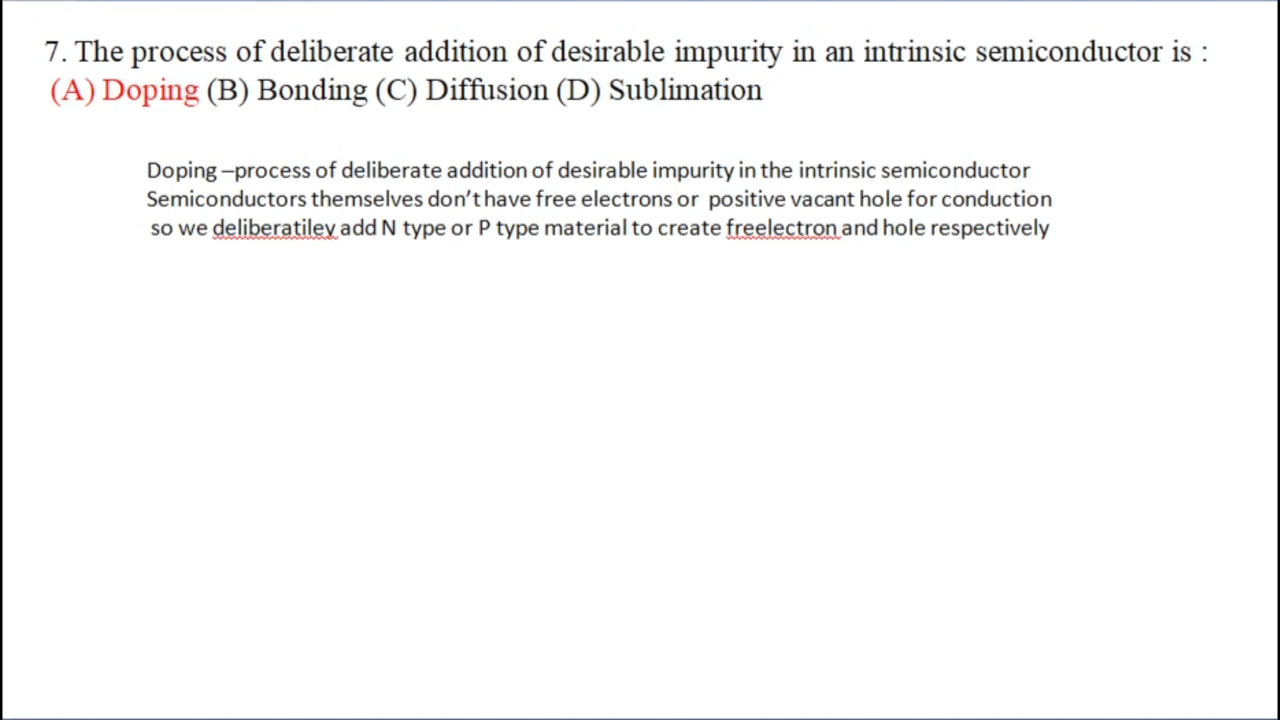 7. The process of deliberate addition of desirable impurity in an intrinsic semiconductor is :
(A) Doping (B) Bonding (C) Diffusion (D) Sublimation
Doping –process of deliberate addition of desirable impurity in the intrinsic semiconductor
Semiconductors themselves don’t have free electrons or positive vacant hole for conduction
so we deliberatiley add N type or P type material to create freelectron and hole respectively